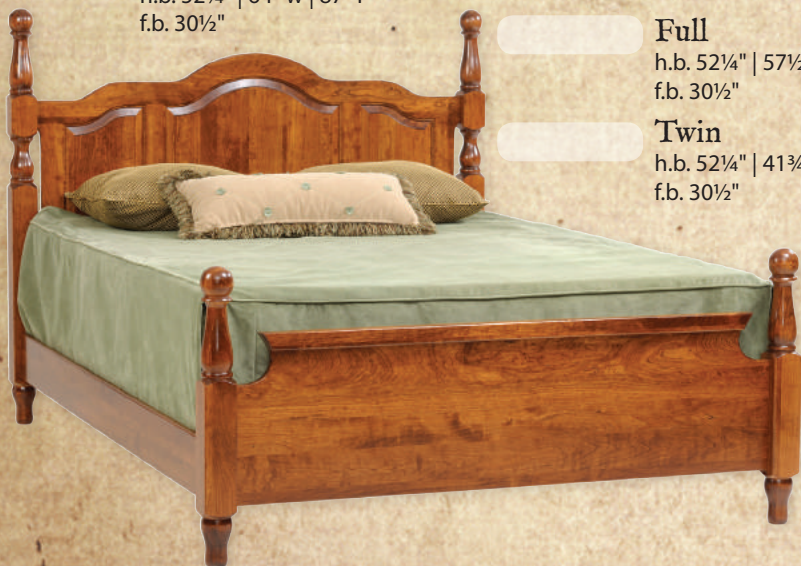 f.b. 30½"
Full
h.b. 52¼" | 57½
f.b. 30½"
Twin
h.b. 52¼" | 41¾
f.b. 30½"